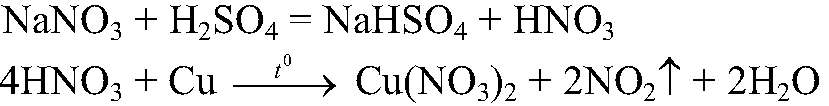 NaNO₃ + H₂SO₄ = NaHSO₄ + HNO₃
4HNO₃ + Cu —t⁰→ Cu(NO₃)₂ + 2NO₂↑ + 2H₂O